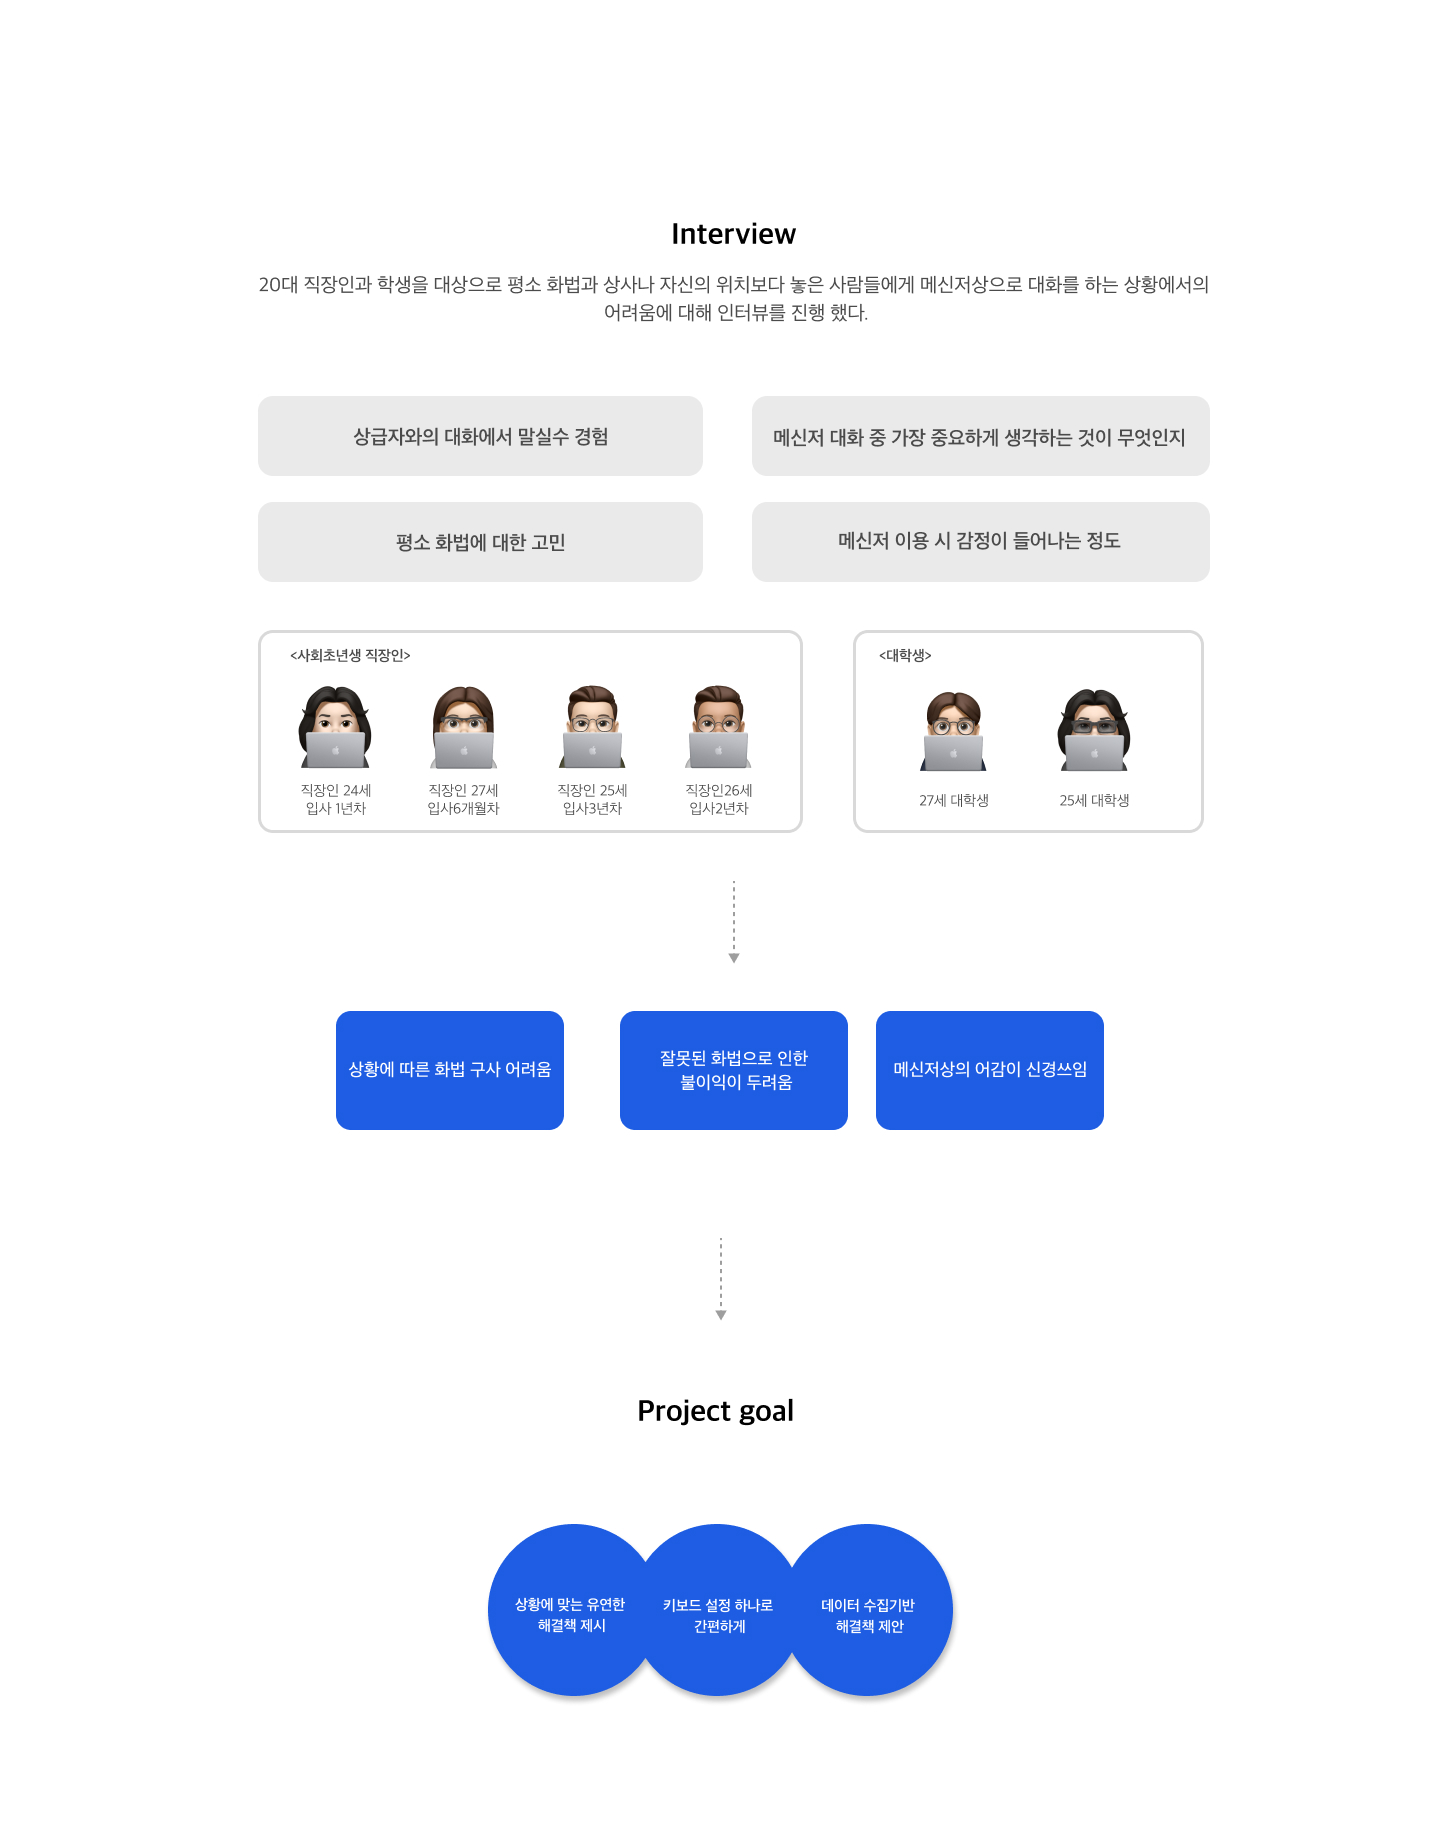 Interview
20대 직장인과 학생을 대상으로 평소 화법과 상사나 자신의 위치보다 놓은 사람들에게 메신저상으로 대화를 하는 상황에서의
어려움에 대해 인터뷰를 진행 했다.
상급자와의 대화에서 말실수 경험
메신저 대화 중 가장 중요하게 생각하는 것이 무엇인지
평소 화법에 대한 고민
메신저 이용 시 감정이 들어나는 정도
<사회초년생 직장인>
직장인 24세
입사 1년차
직장인 27세
입사6개월차
직장인 25세
입사3년차
직장인26세
입사2년차
<대학생>
27세 대학생
25세 대학생
상황에 따른 화법 구사 어려움
잘못된 화법으로 인한
불이익이 두려움
메신저상의 어감이 신경쓰임
Project goal
상황에 맞는 유연한
해결책 제시
키보드 설정 하나로
간편하게
데이터 수집기반
해결책 제안